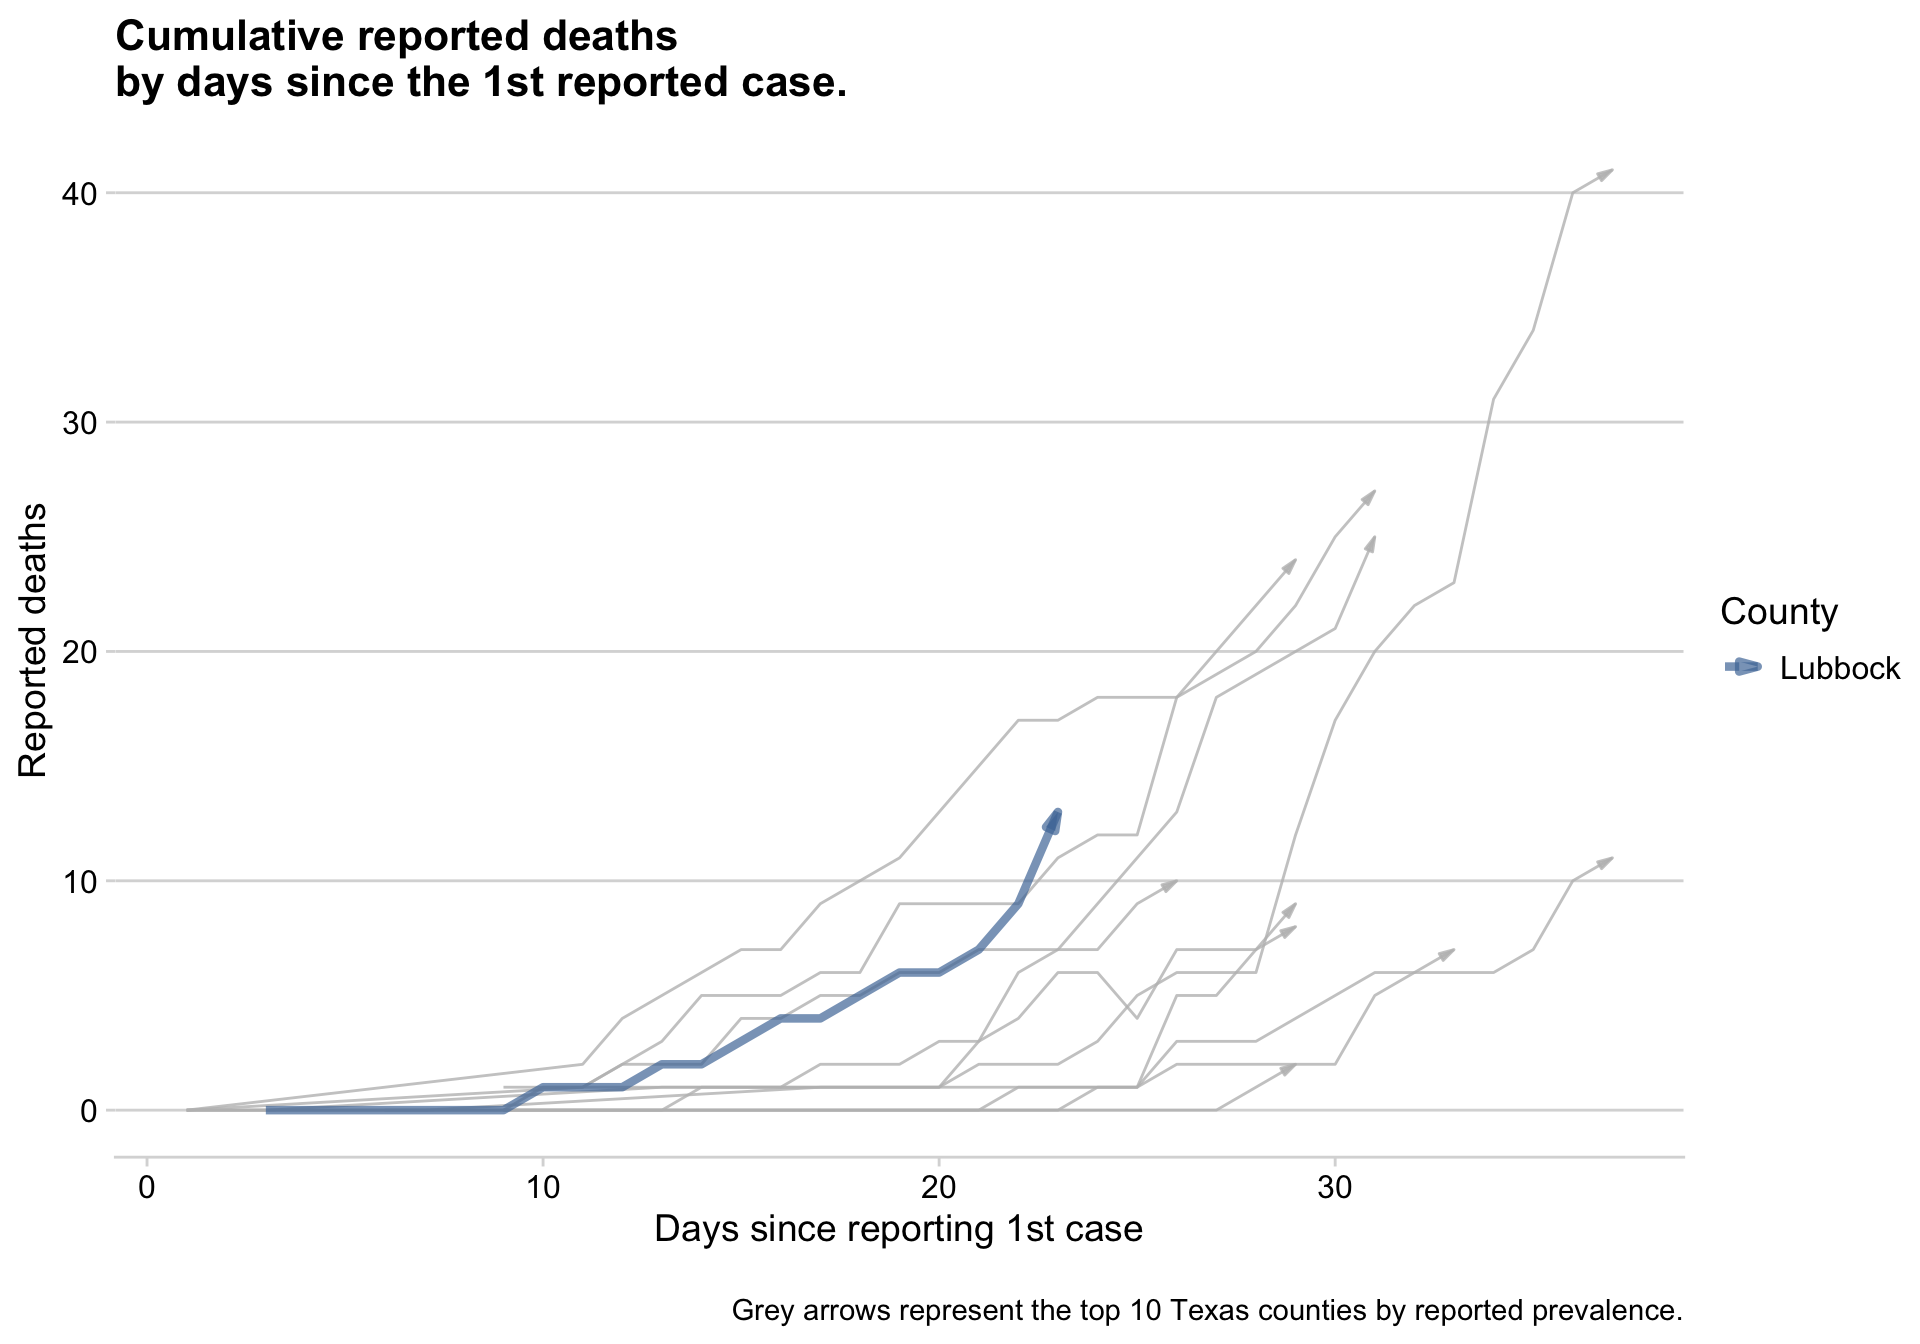 Cumulative reported deaths
by days since the 1st reported case.
40
30
20
10
0
Reported deaths
0 10 20 30
Days since reporting 1st case
County
Lubbock
Grey arrows represent the top 10 Texas counties by reported prevalence.